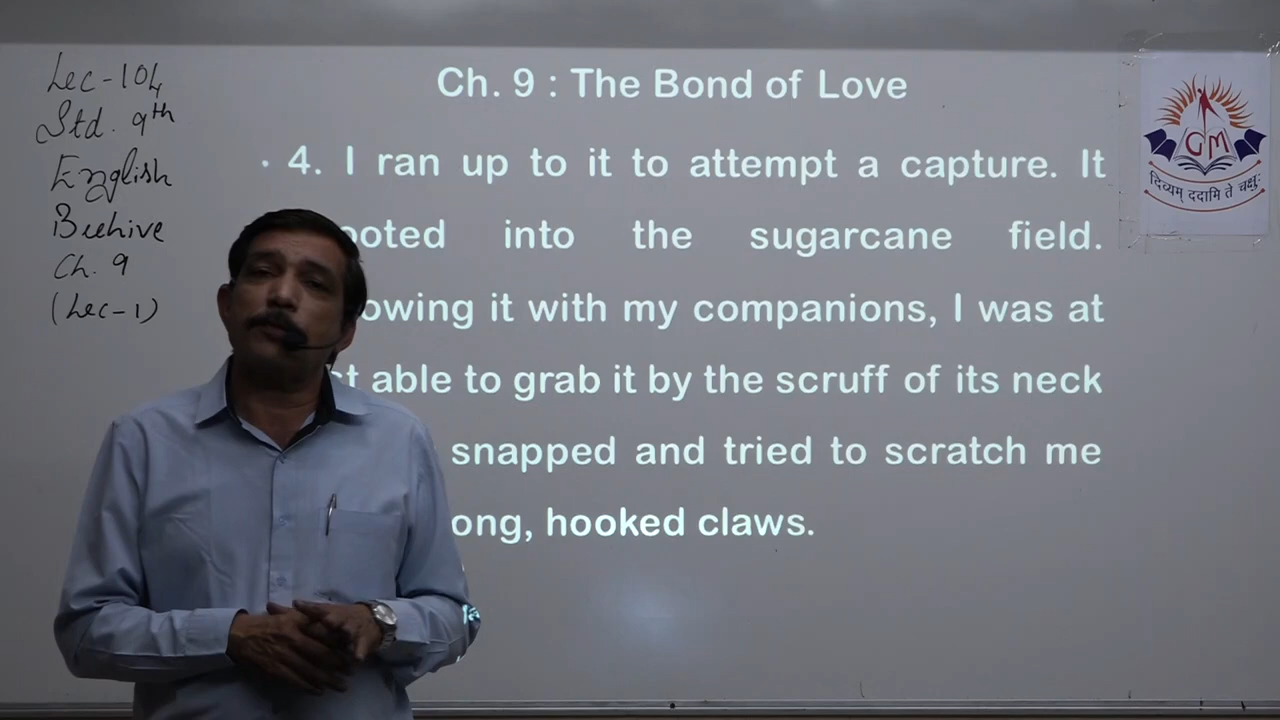 Lec-104
Std. 9th
English
Beehive
Ch. 9
(Lec-1)
Ch. 9 : The Bond of Love
• 4. I ran up to it to attempt a capture. It
into the sugarcane field.
it with my companions, I was at
able to grab it by the scruff of its neck
snapped and tried to scratch me
hooked claws.
GM
दिव्यम् ददामि ते चक्षुः